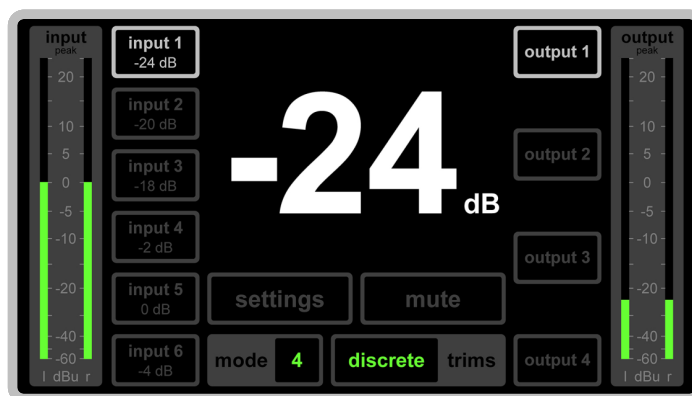 input
peak
20
10
5
0
-5
-10
-20
-40
-60
l dBu r
input 1
-24 dB
input 2
-20 dB
input 3
-18 dB
input 4
-2 dB
input 5
0 dB
input 6
-4 dB
-24 dB
settings
mute
mode 4
discrete trims
output 1
output 2
output 3
output 4
output
peak
20
10
5
0
-5
-10
-20
-40
-60
l dBu r